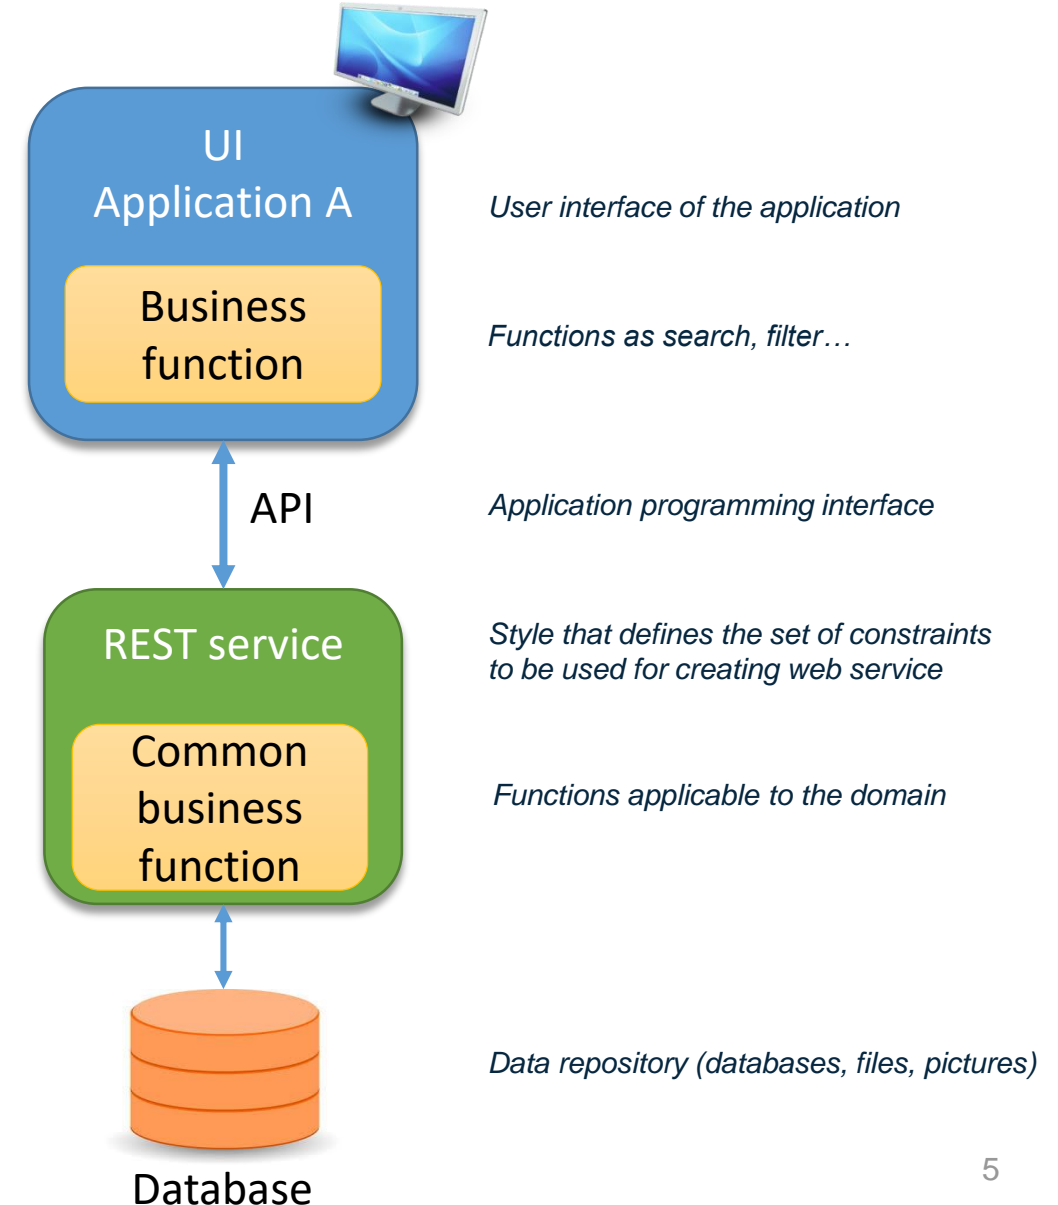 UI
Application A
User interface of the application
Business
function
Functions as search, filter…
API
Application programming interface
REST service
Style that defines the set of constraints
to be used for creating web service
Common
business
function
Functions applicable to the domain
Data repository (databases, files, pictures)
Database
5